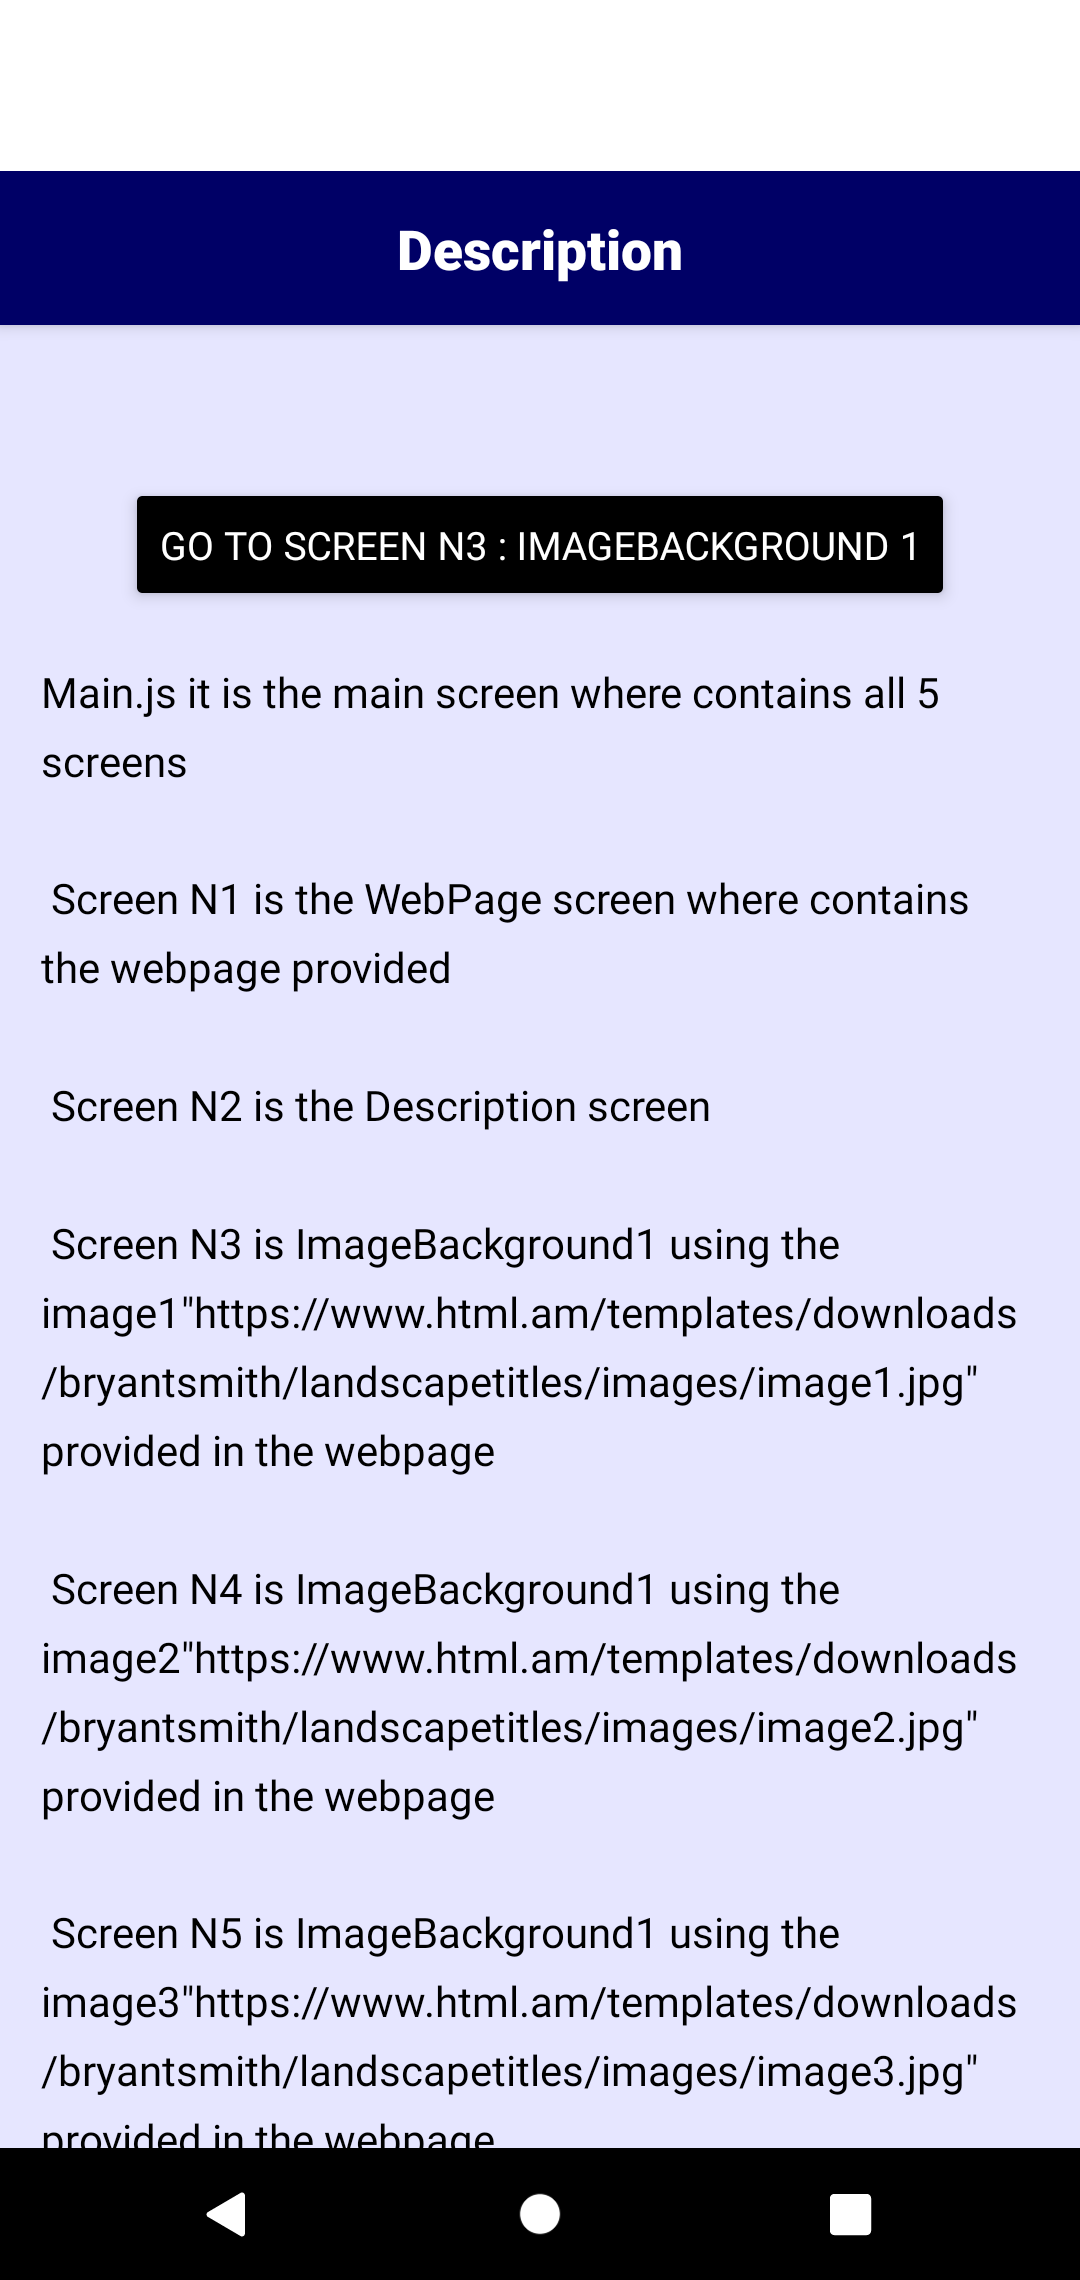 Description
GO TO SCREEN N3 : IMAGEBACKGROUND 1
Main.js it is the main screen where contains all 5
screens
Screen N1 is the WebPage screen where contains
the webpage provided
Screen N2 is the Description screen
Screen N3 is ImageBackground1 using the
image1"https://www.html.am/templates/downloads
/bryantsmith/landscapetitles/images/image1.jpg"
provided in the webpage
Screen N4 is ImageBackground1 using the
image2"https://www.html.am/templates/downloads
/bryantsmith/landscapetitles/images/image2.jpg"
provided in the webpage
Screen N5 is ImageBackground1 using the
image3"https://www.html.am/templates/downloads
/bryantsmith/landscapetitles/images/image3.jpg"
provided in the webpage